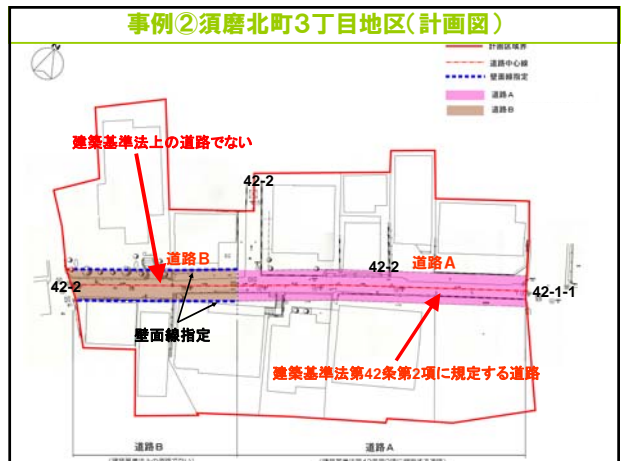 事例②須磨北町3丁目地区(計画図)
計画区域界
道路中心線
壁面線指定
道路A
道路B
建築基準法上の道路でない
42-2
道路B
42-2
道路A
42-2
42-1-1
壁面線指定
建築基準法第42条第2項に規定する道路
道路B
道路A